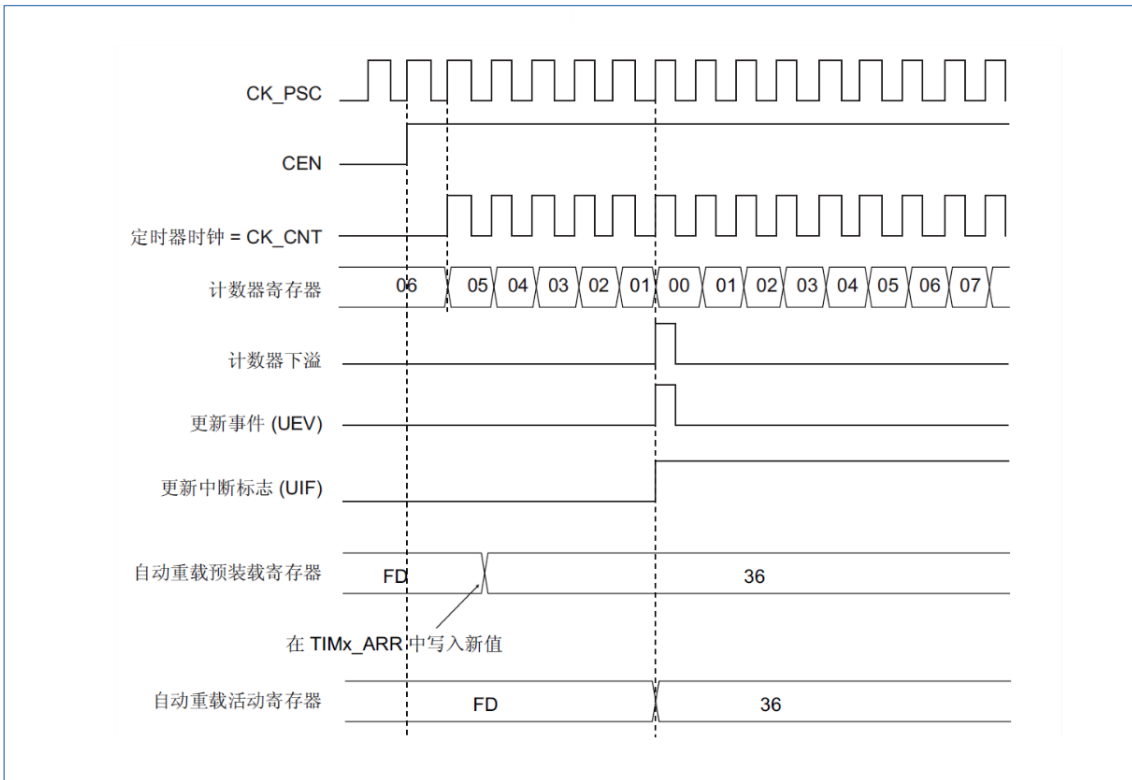 CK_PSC
CEN
定时器时钟 = CK_CNT
计数器寄存器 06 05 04 03 02 01 00 01 02 03 04 05 06 07
计数器下溢
更新事件 (UEV)
更新中断标志 (UIF)
自动重载预装载寄存器 FD 36
在 TIMx_ARR 中写入新值
自动重载活动寄存器 FD 36